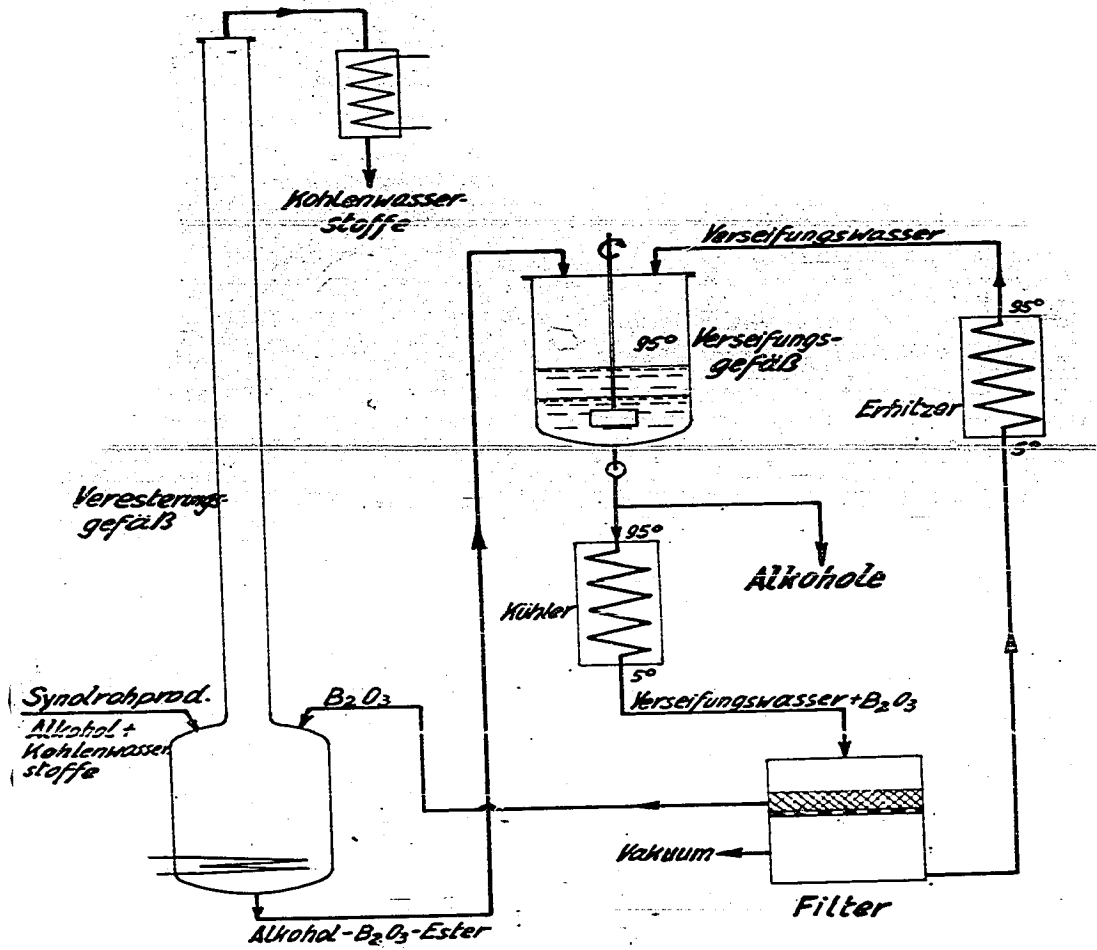 Kohlenwasser-
stoffe
Verseifungswasser
95°
95°
Verseifungs-
gefäß
Erhitzer
5°
Veresterungs-
gefäß
95°
Alkohole
Kühler
5°
Synolrohprod.
Alkohol +
Kohlenwasser
stoffe
B₂O₃
Verseifungswasser+B₂O₃
Vakuum
Filter
Alkohol-B₂O₃-Ester